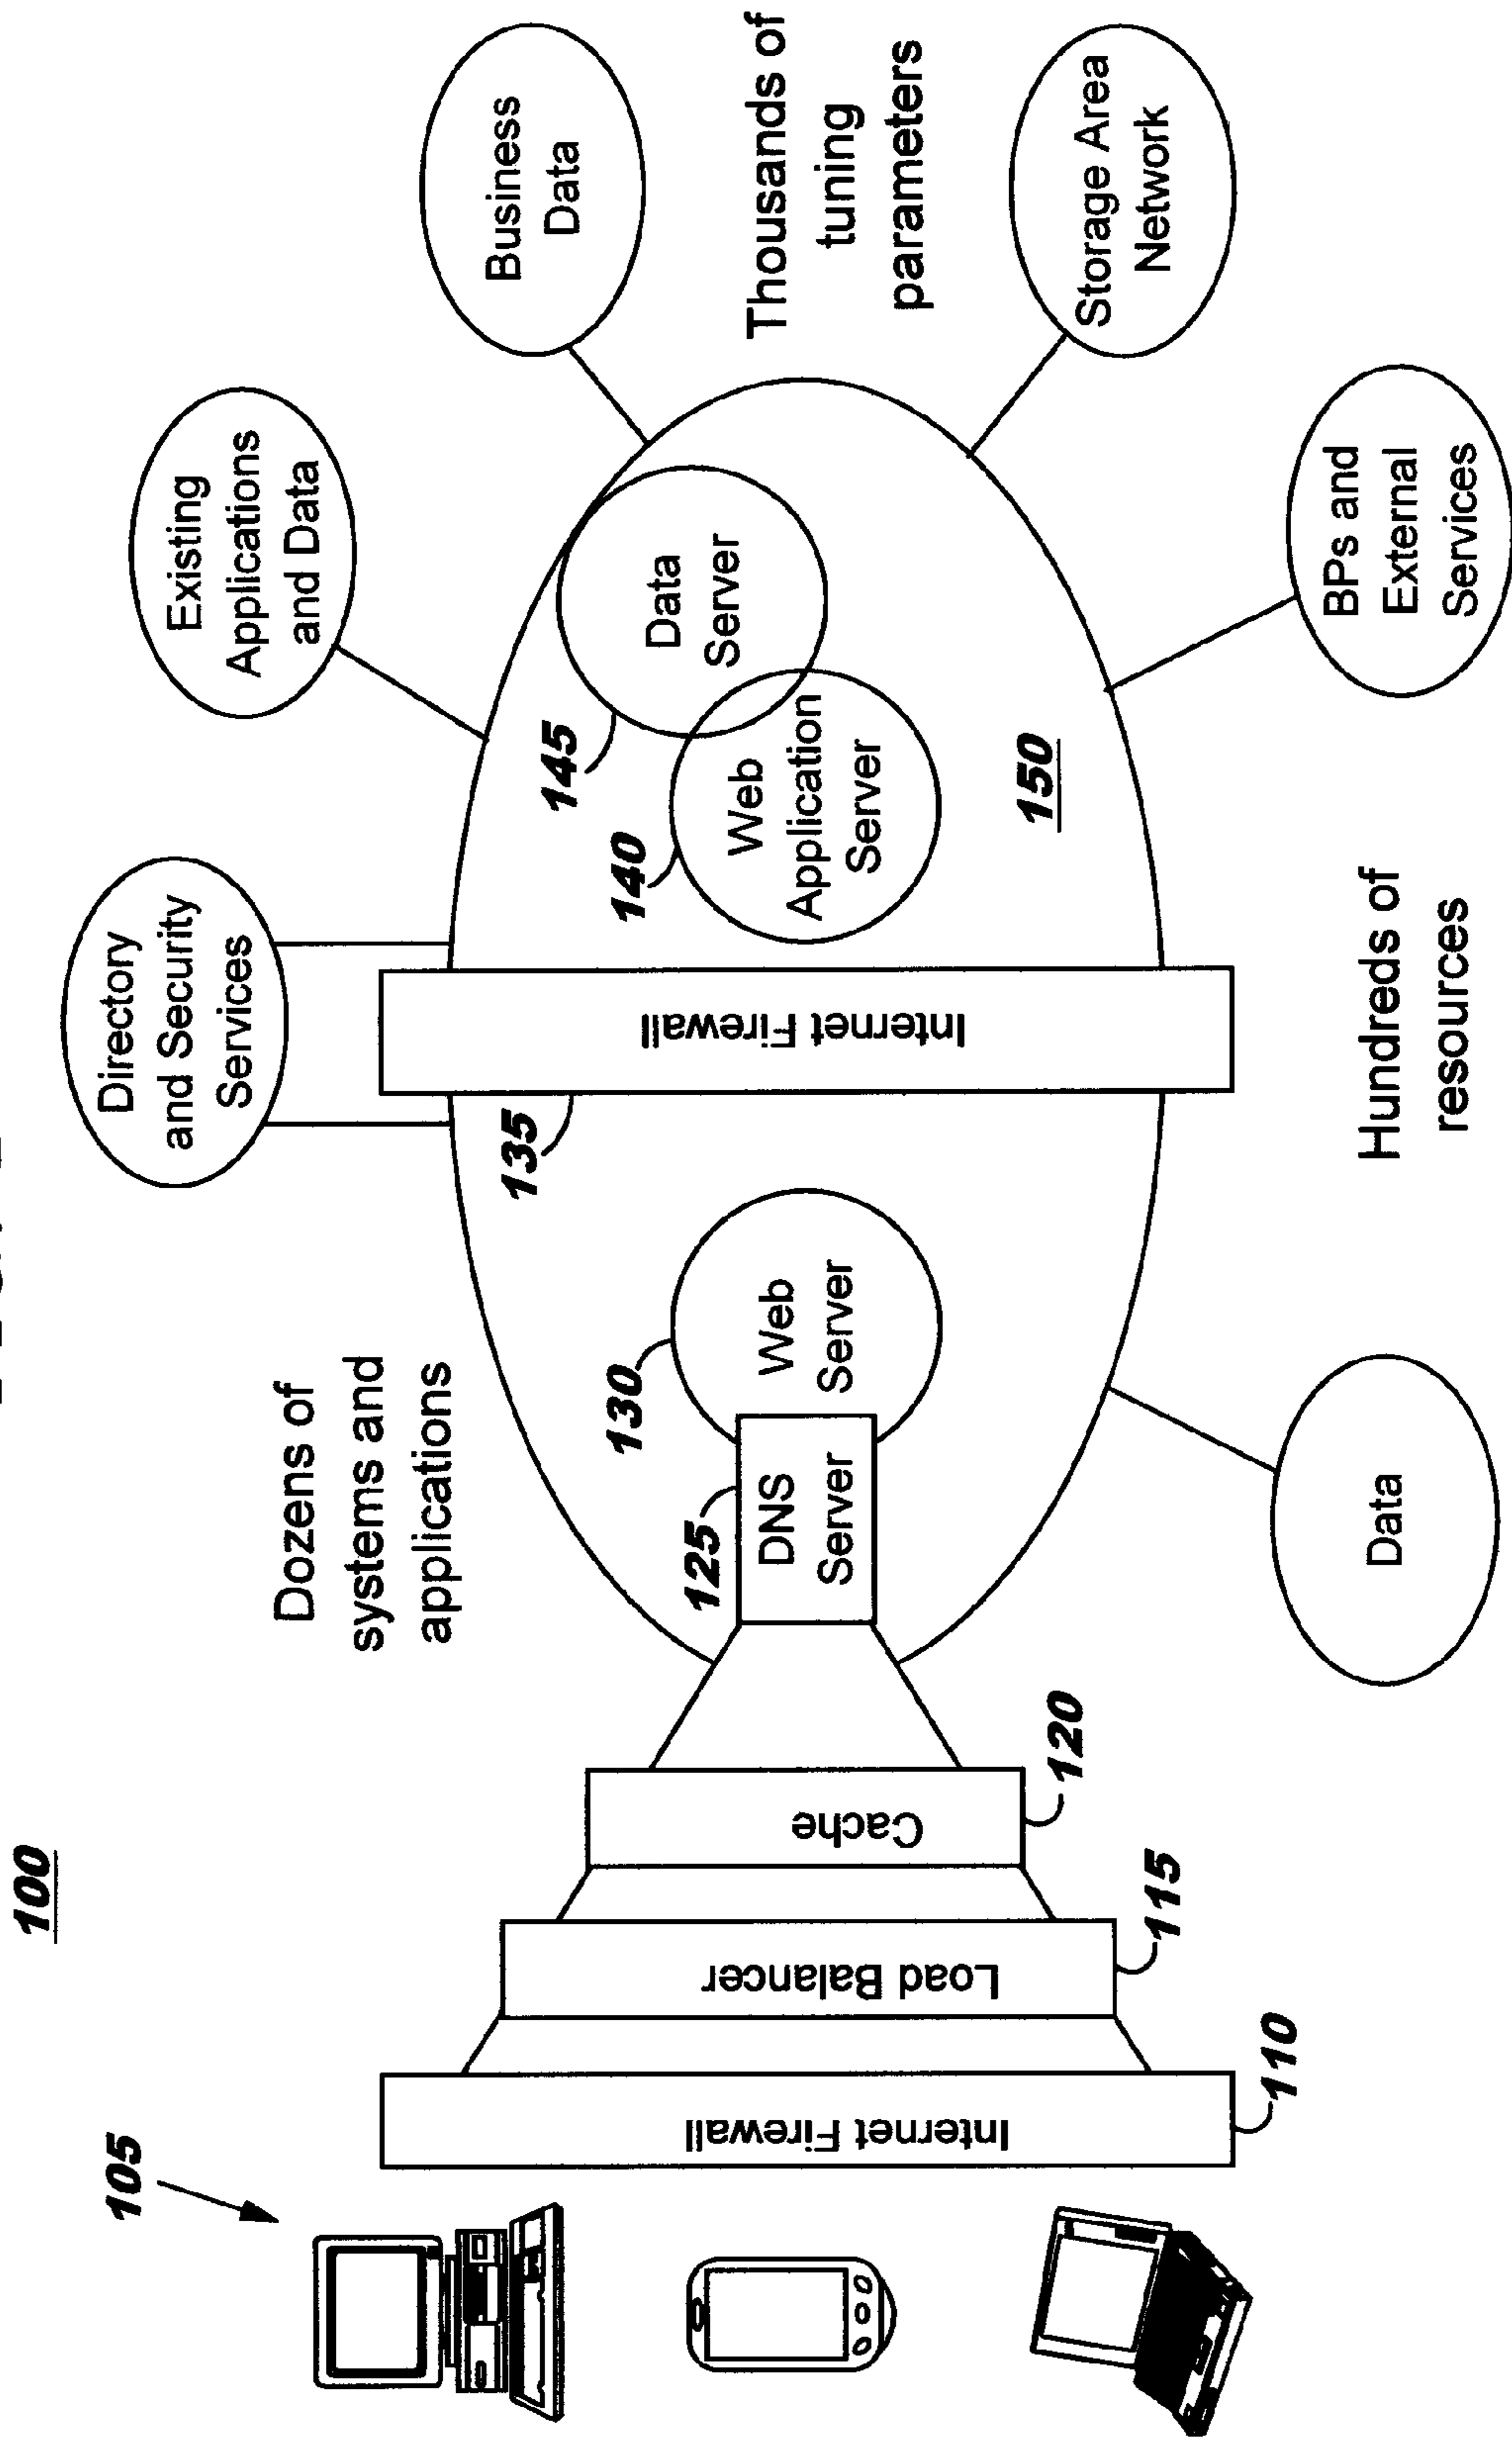 100
105
Internet Firewall
110
Load Balancer
115
Cache
120
Dozens of
systems and
applications
125
DNS
Server
130
Web
Server
Data
135
Internet Firewall
Directory
and Security
Services
Hundreds of
resources
140
Web
Application
Server
145
Data
Server
150
Existing
Applications
and Data
Business
Data
Thousands of
tuning
parameters
Storage Area
Network
BPs and
External
Services